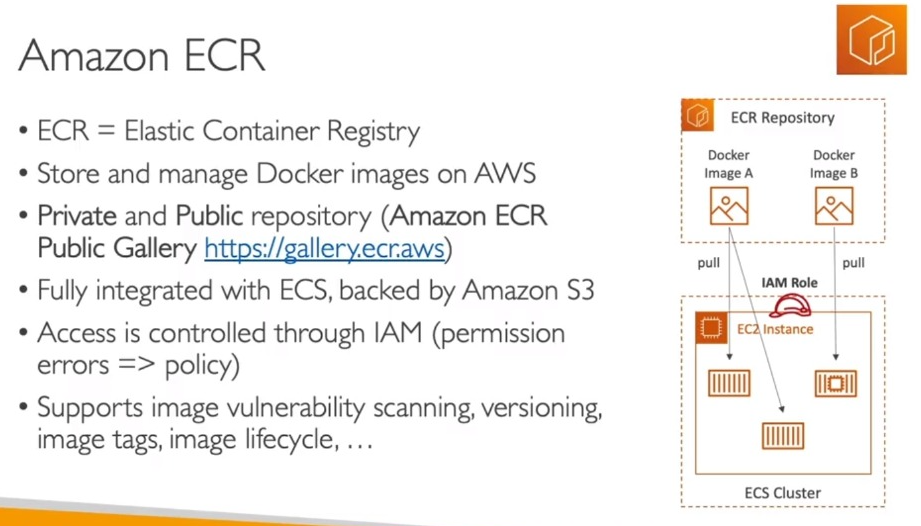 Amazon ECR
• ECR = Elastic Container Registry
• Store and manage Docker images on AWS
• Private and Public repository (Amazon ECR
Public Gallery https://gallery.ecr.aws)
• Fully integrated with ECS, backed by Amazon S3
• Access is controlled through IAM (permission
errors => policy)
• Supports image vulnerability scanning, versioning,
image tags, image lifecycle, …
ECR Repository
Docker
Image A
Docker
Image B
pull
pull
IAM Role
EC2 Instance
ECS Cluster